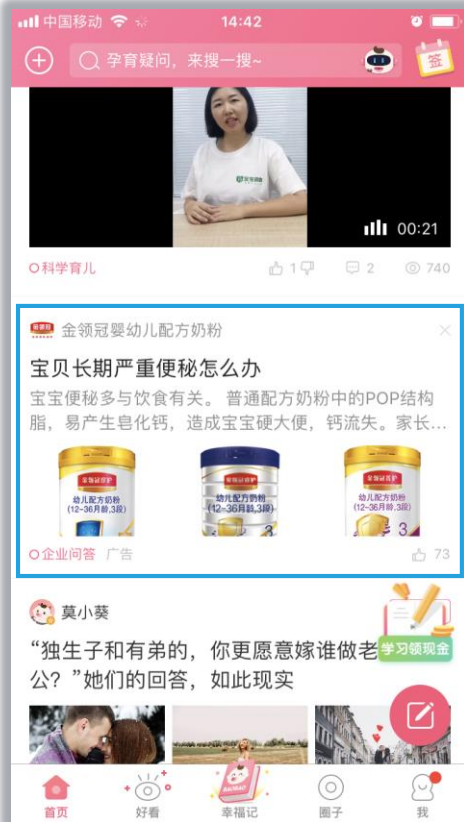 中国移动
14:42
孕育疑问，来搜一搜~
签
00:21
科学育儿
1
2
740
金领冠婴幼儿配方奶粉
宝贝长期严重便秘怎么办
宝宝便秘多与饮食有关。 普通配方奶粉中的POP结构
脂，易产生皂化钙，造成宝宝硬大便，钙流失。家长...
幼儿配方奶粉
(12-36月龄,3段)
幼儿配方奶粉
(12-36月龄,3段)
幼儿配方奶粉
(12-36月龄,3段)
3
企业问答 广告
73
莫小葵
“独生子和有弟的，你更愿意嫁谁做老
公？”她们的回答，如此现实
学习领现金
BAOBAO
首页
好看
幸福记
圈子
我